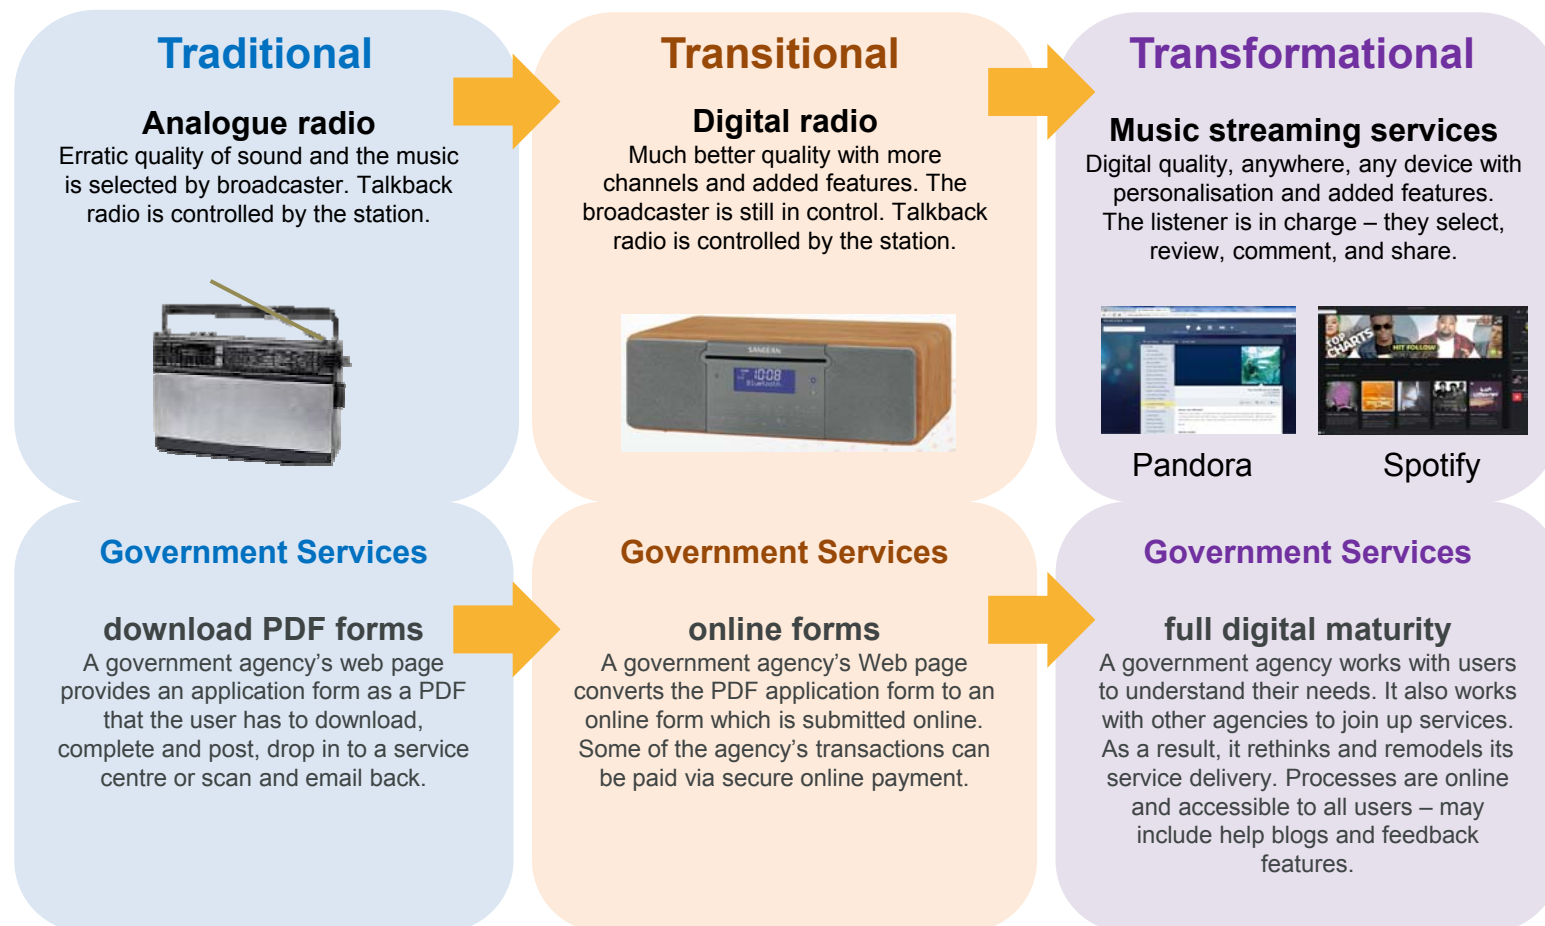 Traditional
Analogue radio
Erratic quality of sound and the music
is selected by broadcaster. Talkback
radio is controlled by the station.
Transitional
Digital radio
Much better quality with more
channels and added features. The
broadcaster is still in control. Talkback
radio is controlled by the station.
SANGEAN
10:08
Bluetooth
Transformational
Music streaming services
Digital quality, anywhere, any device with
personalisation and added features.
The listener is in charge – they select,
review, comment, and share.
TOP
CHARTS
HIT FOLLOW
Pandora
Spotify
Government Services
download PDF forms
A government agency’s web page
provides an application form as a PDF
that the user has to download,
complete and post, drop in to a service
centre or scan and email back.
Government Services
online forms
A government agency’s Web page
converts the PDF application form to an
online form which is submitted online.
Some of the agency’s transactions can
be paid via secure online payment.
Government Services
full digital maturity
A government agency works with users
to understand their needs. It also works
with other agencies to join up services.
As a result, it rethinks and remodels its
service delivery. Processes are online
and accessible to all users – may
include help blogs and feedback
features.